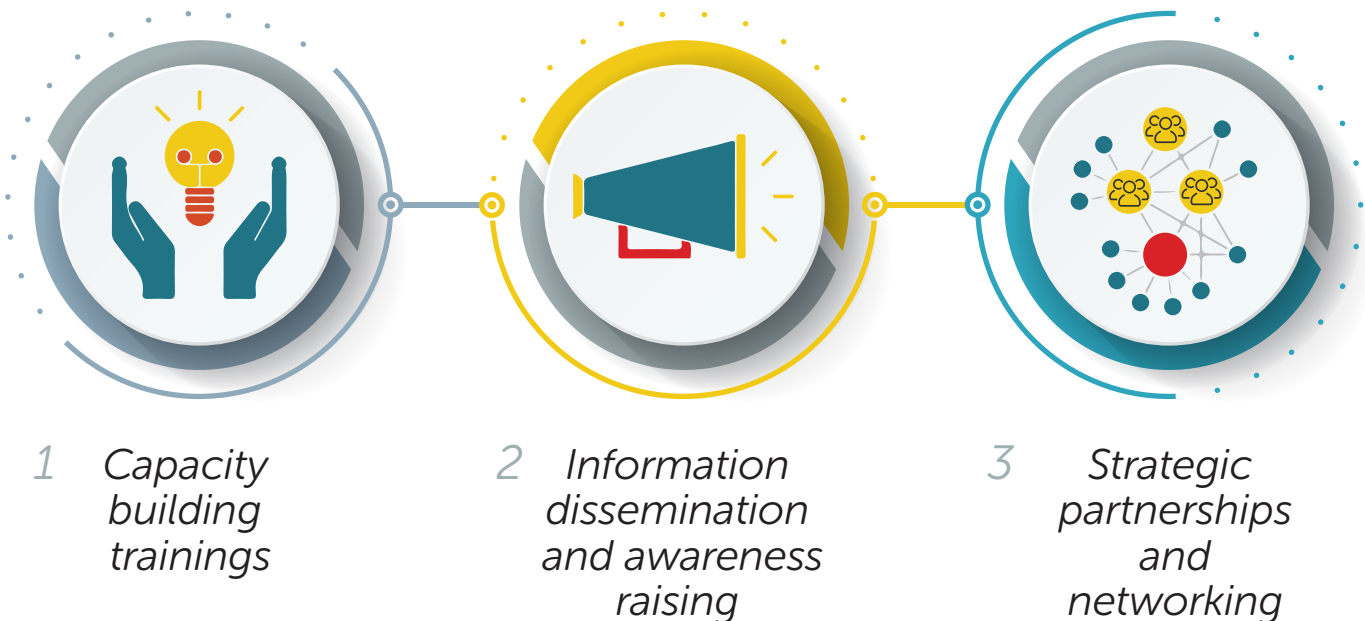 1 Capacity
building
trainings
2 Information
dissemination
and awareness
raising
3 Strategic
partnerships
and
networking